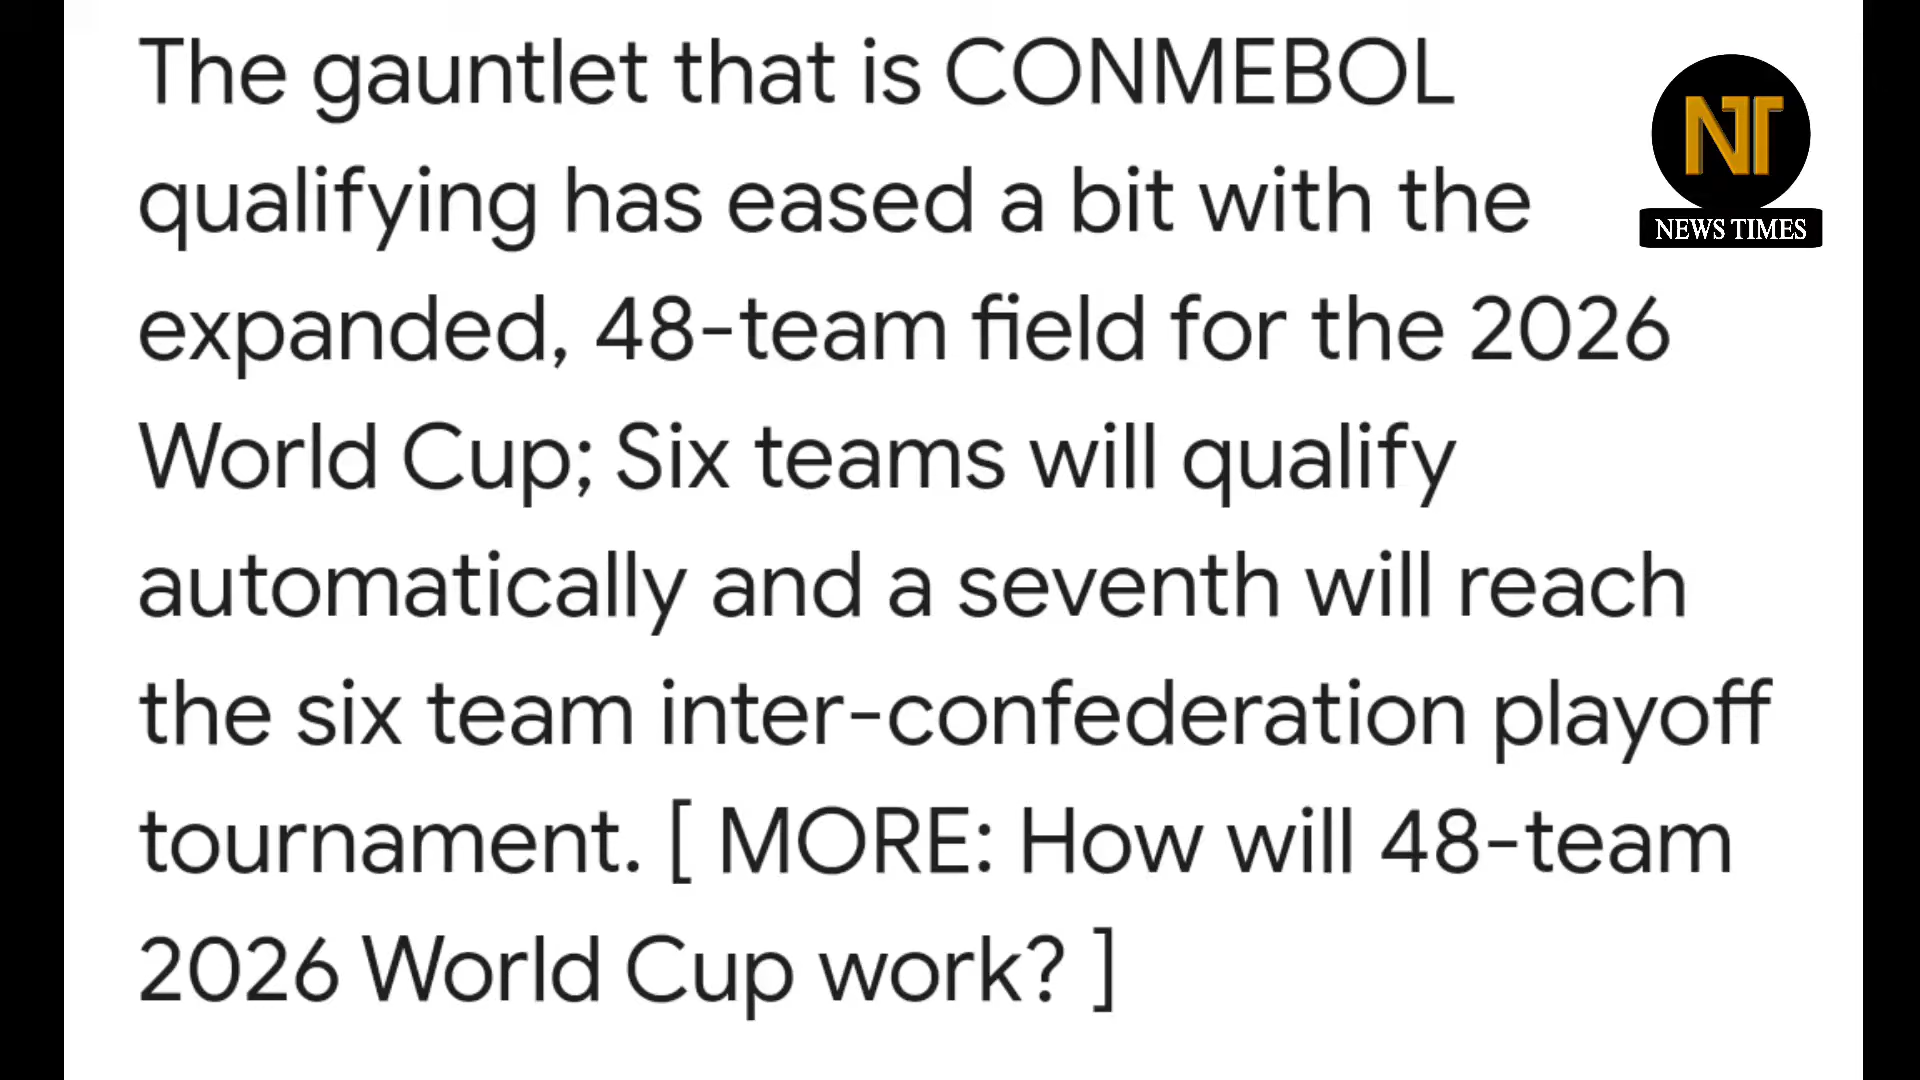 The gauntlet that is CONMEBOL
qualifying has eased a bit with the
expanded, 48-team field for the 2026
World Cup; Six teams will qualify
automatically and a seventh will reach
the six team inter-confederation playoff
tournament. [ MORE: How will 48-team
2026 World Cup work? ]
NT
NEWS TIMES